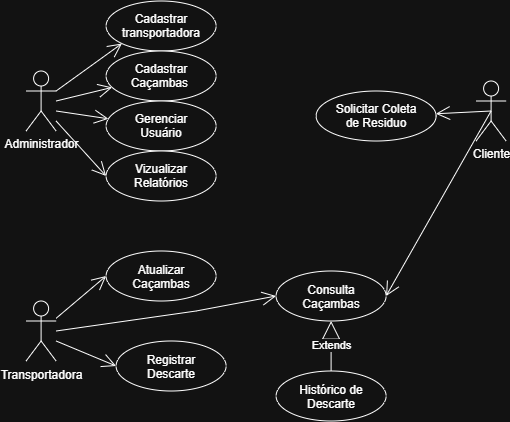 Cadastrar
transportadora
Cadastrar
Caçambas
Gerenciar
Usuário
Vizualizar
Relatórios
Administrador
Solicitar Coleta
de Residuo
Cliente
Atualizar
Caçambas
Consulta
Caçambas
Transportadora
Registrar
Descarte
Extends
Histórico de
Descarte